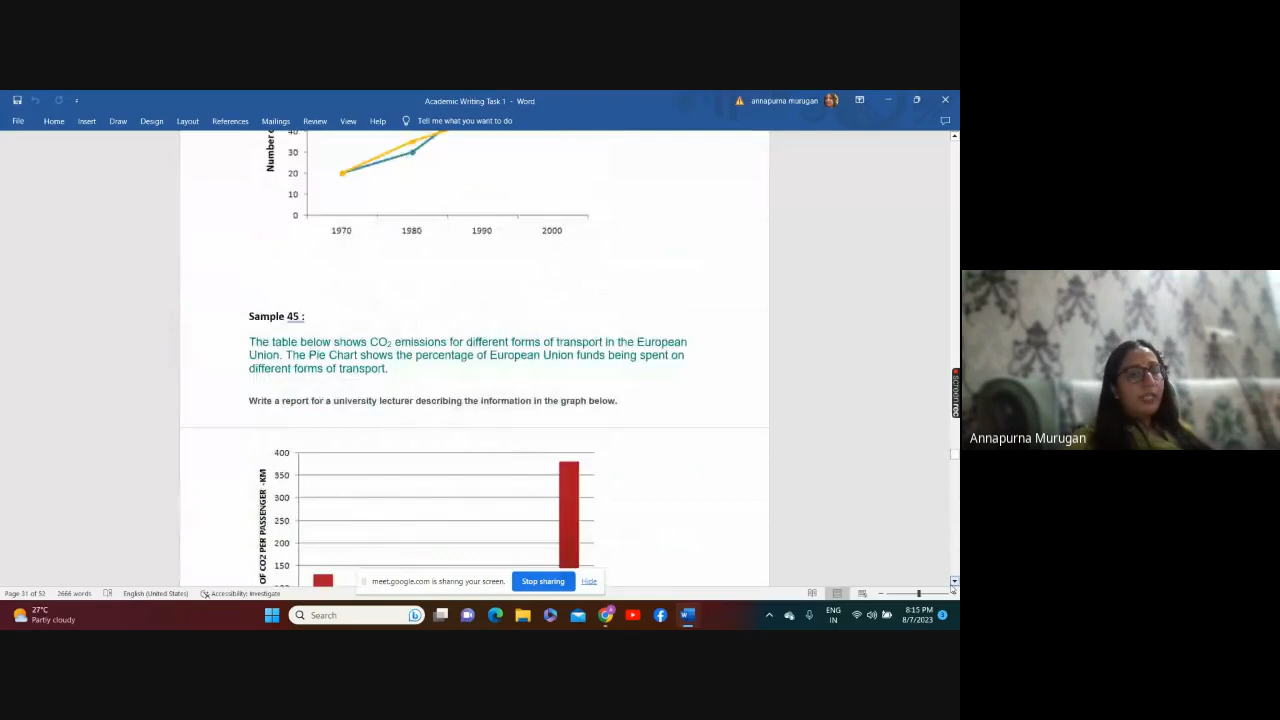 Academic Writing Task 1 - Word
annapurna murugan
File Home Insert Draw Design Layout References Mailings Review View Help Tell me what you want to do
Number
40
30
20
10
0
1970 1980 1990 2000
Sample 45 :
The table below shows CO2 emissions for different forms of transport in the European
Union. The Pie Chart shows the percentage of European Union funds being spent on
different forms of transport.
Write a report for a university lecturer describing the information in the graph below.
400
350
300
250
200
150
OF CO2 PER PASSENGER -KM
meet.google.com is sharing your screen. Stop sharing Hide
screenrec
Annapurna Murugan
Page 31 of 52 2666 words English (United States) Accessibility: Investigate
27°C
Partly cloudy
Search
ENG
IN
8:15 PM
8/7/2023
3